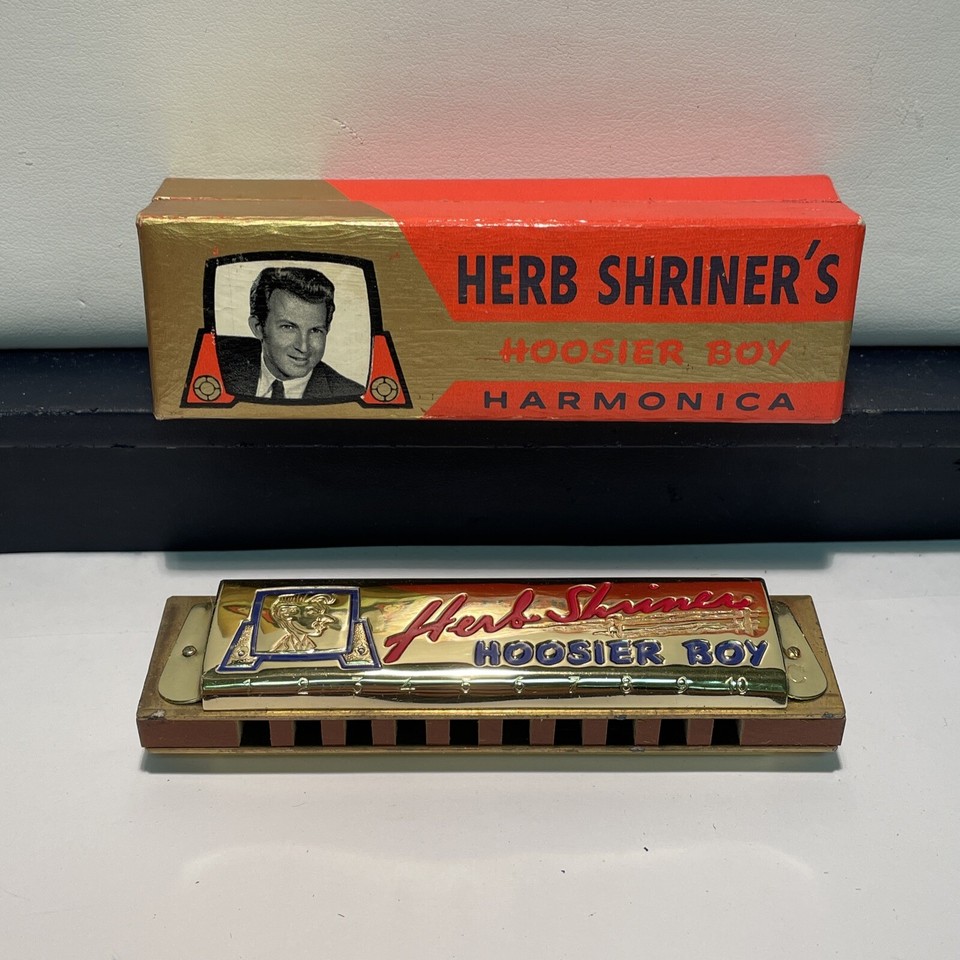 HERB SHRINER'S
HOOSIER BOY
HARMONICA
Herb Shriner
HOOSIER BOY
1 2 3 4 5 6 7 8 9 10